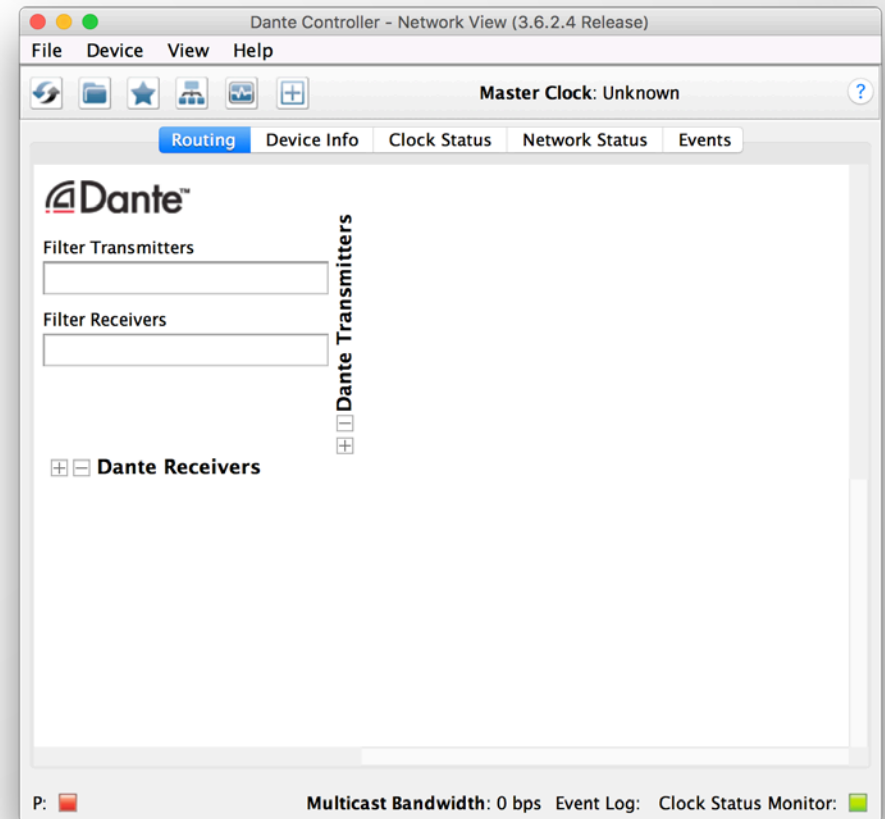 Dante Controller - Network View (3.6.2.4 Release)
File Device View Help
Master Clock: Unknown ?
Routing Device Info Clock Status Network Status Events
Dante™
Filter Transmitters
Filter Receivers
Dante Transmitters
Dante Receivers
P: Multicast Bandwidth: 0 bps Event Log: Clock Status Monitor: